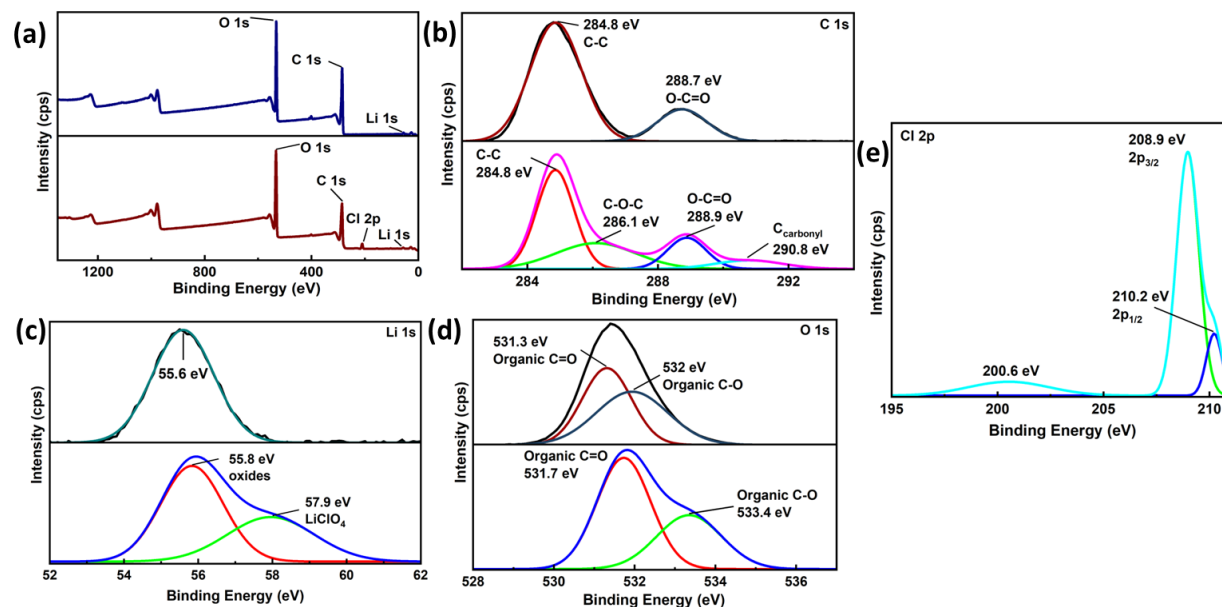 (a)
O 1s
C 1s
Li 1s
O 1s
C 1s
Cl 2p
Li 1s
Intensity (cps)
1200 800 400 0
Binding Energy (eV)
(b)
C 1s
284.8 eV
C-C
288.7 eV
O-C=O
C-C
284.8 eV
C-O-C
286.1 eV
O-C=O
288.9 eV
Ccarbonyl
290.8 eV
Intensity (cps)
284 288 292
Binding Energy (eV)
(c)
Li 1s
55.6 eV
55.8 eV
oxides
57.9 eV
LiClO4
Intensity (cps)
52 54 56 58 60 62
Binding Energy (eV)
(d)
O 1s
531.3 eV
Organic C=O
532 eV
Organic C-O
Organic C=O
531.7 eV
Organic C-O
533.4 eV
Intensity (cps)
528 530 532 534 536
Binding Energy (eV)
(e)
Cl 2p
208.9 eV
2p3/2
210.2 eV
2p1/2
200.6 eV
Intensity (cps)
195 200 205 210
Binding Energy (eV)